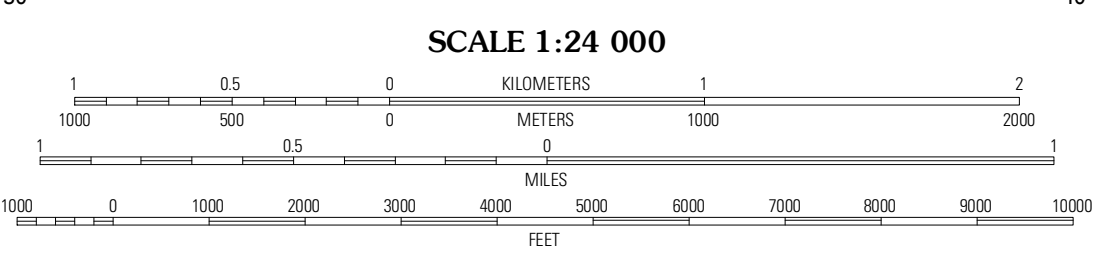 SCALE 1:24 000
1 0.5 0 KILOMETERS 1 2
1000 500 0 METERS 1000 2000
1 0.5 0 1
MILES
1000 0 1000 2000 3000 4000 5000 6000 7000 8000 9000 10000
FEET